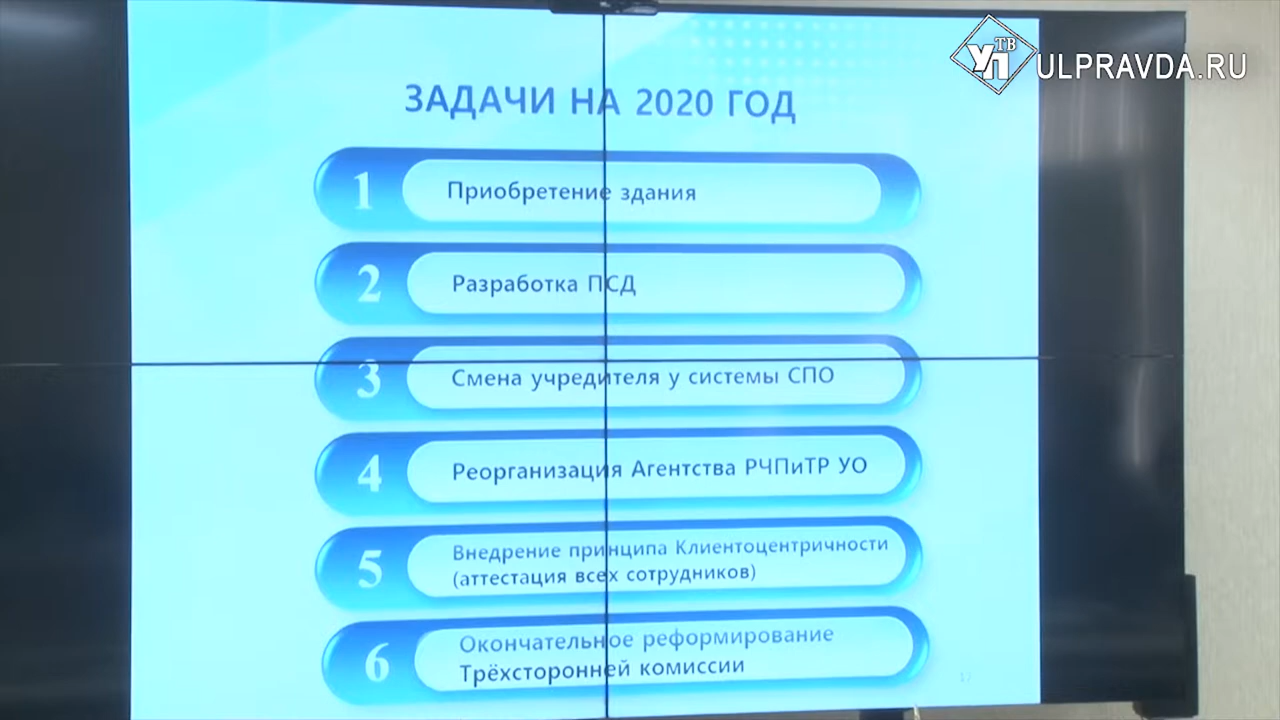 УП ТВ
ULPRAVDA.RU
ЗАДАЧИ НА 2020 ГОД
1 Приобретение здания
2 Разработка ПСД
3 Смена учредителя у системы СПО
4 Реорганизация Агентства РЧПиТР УО
5 Внедрение принципа Клиентоцентричности
(аттестация всех сотрудников)
6 Окончательное реформирование
Трёхсторонней комиссии
17